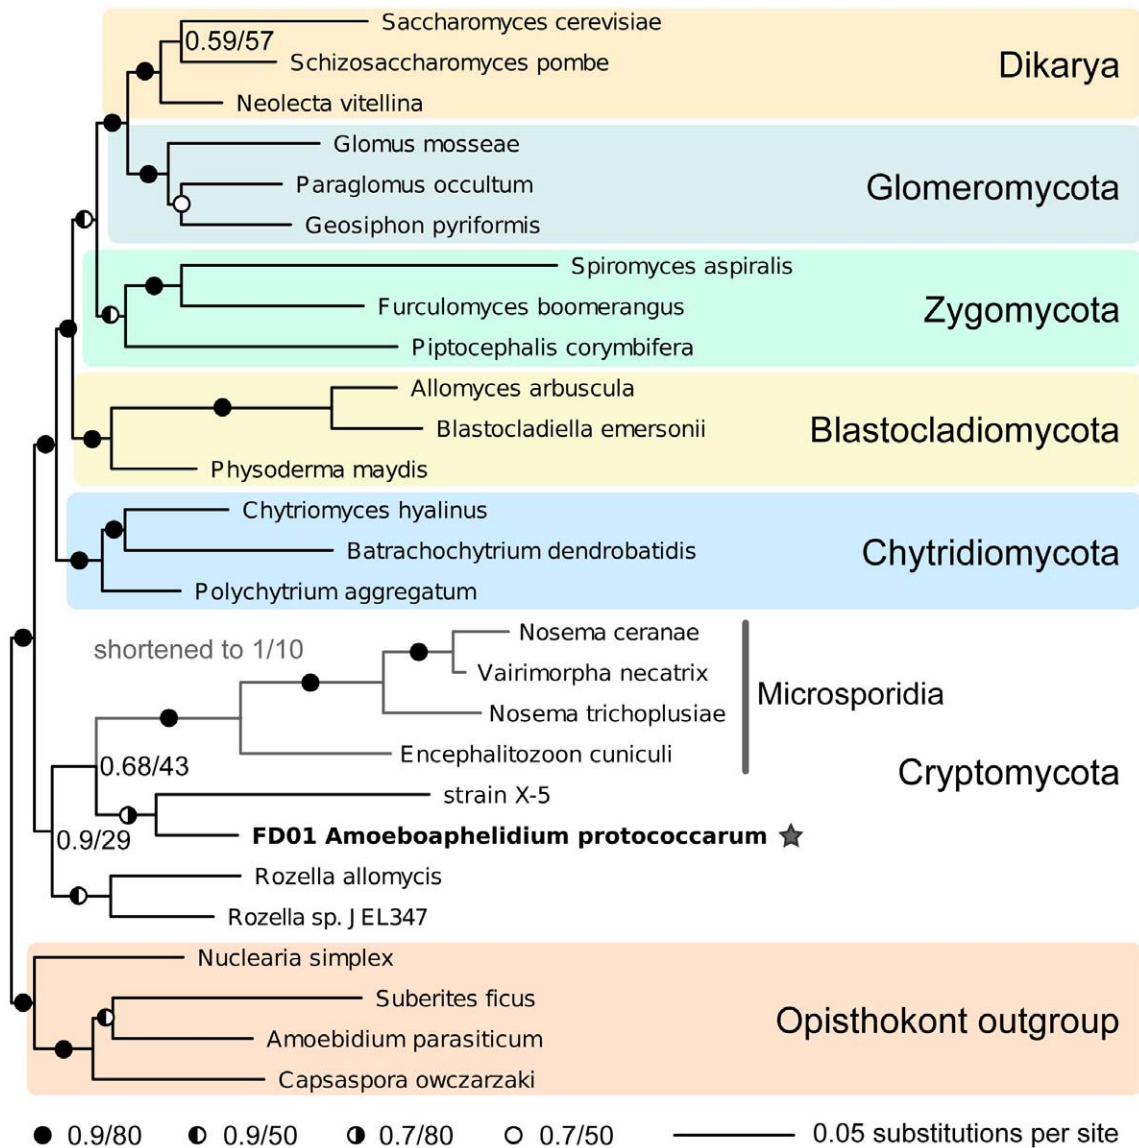 Saccharomyces cerevisiae
0.59/57
Schizosaccharomyces pombe
Dikarya
Neolecta vitellina
Glomus mosseae
Paraglomus occultum
Glomeromycota
Geosiphon pyriformis
Spiromyces aspiralis
Furculomyces boomerangus
Zygomycota
Piptocephalis corymbifera
Allomyces arbuscula
Blastocladiella emersonii
Blastocladiomycota
Physoderma maydis
Chytriomyces hyalinus
Batrachochytrium dendrobatidis
Chytridiomycota
Polychytrium aggregatum
Nosema ceranae
shortened to 1/10
Vairimorpha necatrix
Microsporidia
Nosema trichoplusiae
Encephalitozoon cuniculi
0.68/43
Cryptomycota
strain X-5
FD01 Amoeboaphelidium protococcarum
0.9/29
Rozella allomycis
Rozella sp. JEL347
Nuclearia simplex
Suberites ficus
Opisthokont outgroup
Amoebidium parasiticum
Capsaspora owczarzaki
0.9/80 0.9/50 0.7/80 0.7/50 0.05 substitutions per site